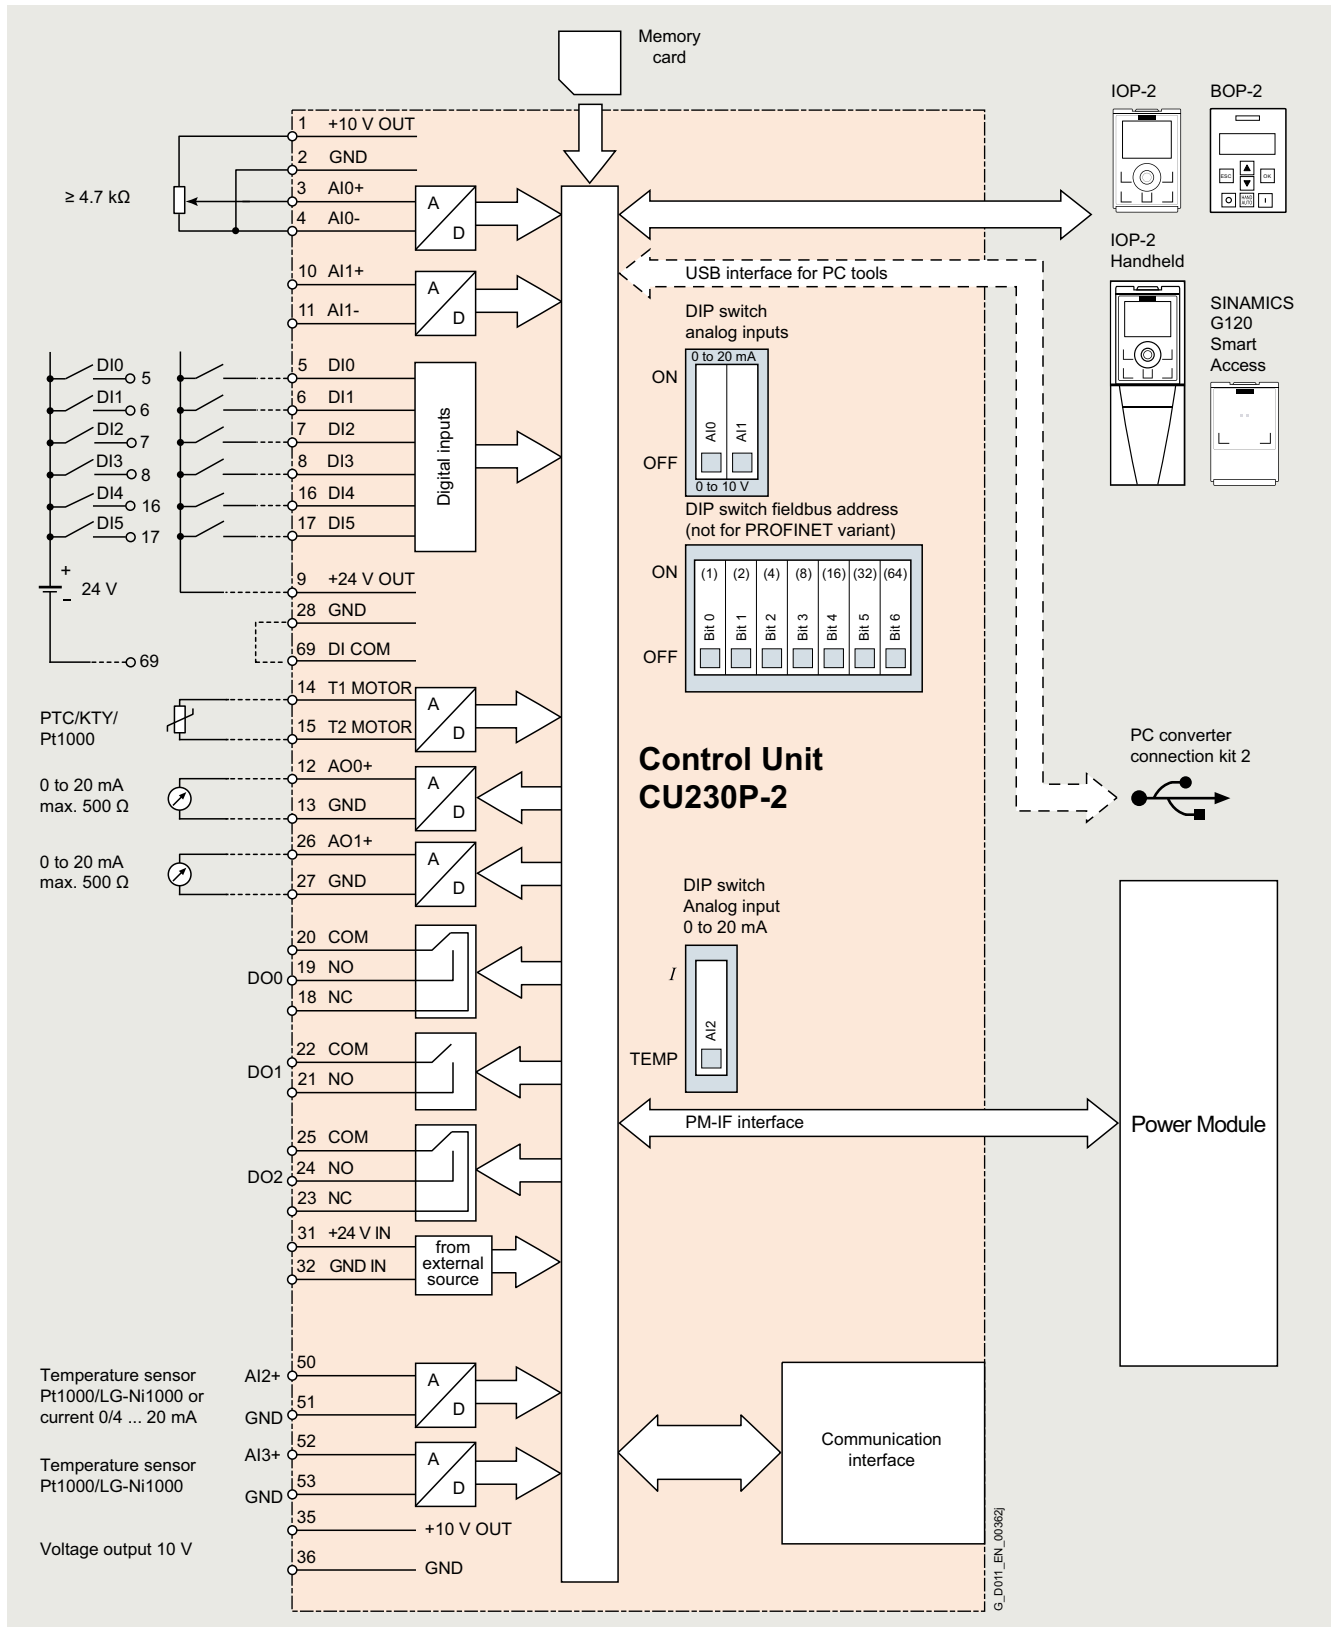 Memory
card
IOP-2
BOP-2
ESC
OK
HAND
AUTO
1 +10 V OUT
2 GND
3 AI0+
4 AI0-
≥ 4.7 kΩ
A
D
10 AI1+
11 AI1-
A
D
USB interface for PC tools
IOP-2
Handheld
SINAMICS
G120
Smart
Access
DIP switch
analog inputs
0 to 20 mA
ON
AI0
AI1
OFF
0 to 10 V
DI0 5
DI1 6
DI2 7
DI3 8
DI4 16
DI5 17
+
24 V
–
69
5 DI0
6 DI1
7 DI2
8 DI3
16 DI4
17 DI5
Digital inputs
9 +24 V OUT
28 GND
69 DI COM
DIP switch fieldbus address
(not for PROFINET variant)
ON
(1) (2) (4) (8) (16) (32) (64)
Bit 0
Bit 1
Bit 2
Bit 3
Bit 4
Bit 5
Bit 6
OFF
PTC/KTY/
Pt1000
14 T1 MOTOR
15 T2 MOTOR
A
D
0 to 20 mA
max. 500 Ω
12 AO0+
13 GND
A
D
0 to 20 mA
max. 500 Ω
26 AO1+
27 GND
A
D
Control Unit
CU230P-2
PC converter
connection kit 2
DO0
20 COM
19 NO
18 NC
DO1
22 COM
21 NO
DO2
25 COM
24 NO
23 NC
DIP switch
Analog input
0 to 20 mA
I
AI2
TEMP
PM-IF interface
Power Module
31 +24 V IN
32 GND IN
from
external
source
Temperature sensor
Pt1000/LG-Ni1000 or
current 0/4 ... 20 mA
AI2+ 50
GND 51
A
D
Temperature sensor
Pt1000/LG-Ni1000
AI3+ 52
GND 53
A
D
Voltage output 10 V
35 +10 V OUT
36 GND
Communication
interface
G_D011_EN_00362j